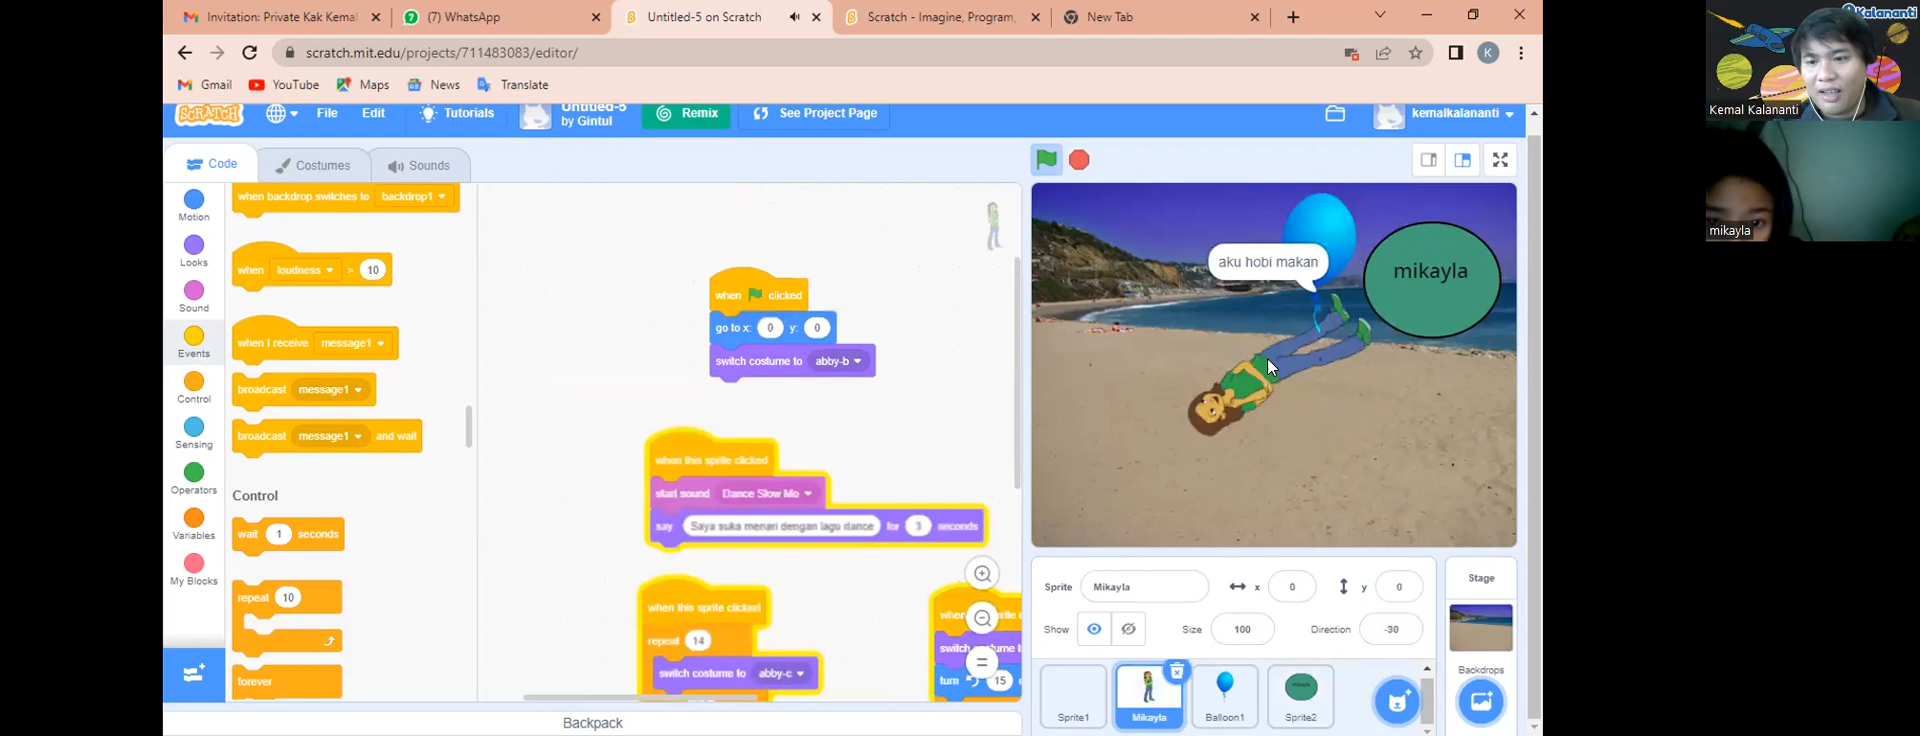 Invitation: Private Kak Kemal
(7) WhatsApp
Untitled-5 on Scratch
Scratch - Imagine, Program,
New Tab
scratch.mit.edu/projects/711483083/editor/
K
Gmail
YouTube
Maps
News
Translate
SCRATCH
File
Edit
Tutorials
Untitled-5
by Gintul
Remix
See Project Page
kemalkalananti
Code
Costumes
Sounds
Motion
Looks
Sound
Events
Control
Sensing
Operators
Variables
My Blocks
when backdrop switches to backdrop1
when loudness > 10
when I receive message1
broadcast message1
broadcast message1 and wait
Control
wait 1 seconds
repeat 10
forever
when clicked
go to x: 0 y: 0
switch costume to abby-b
when this sprite clicked
start sound Dance Slow Mo
say Saya suka menari dengan lagu dance for 3 seconds
when this sprite clicked
repeat 14
switch costume to abby-c
turn 15
aku hobi makan
mikayla
Sprite Mikayla x 0 y 0
Show Size 100 Direction -30
Sprite1
Mikayla
Balloon1
Sprite2
Stage
Backdrops
Backpack
Kalananti
Kemal Kalananti
mikayla